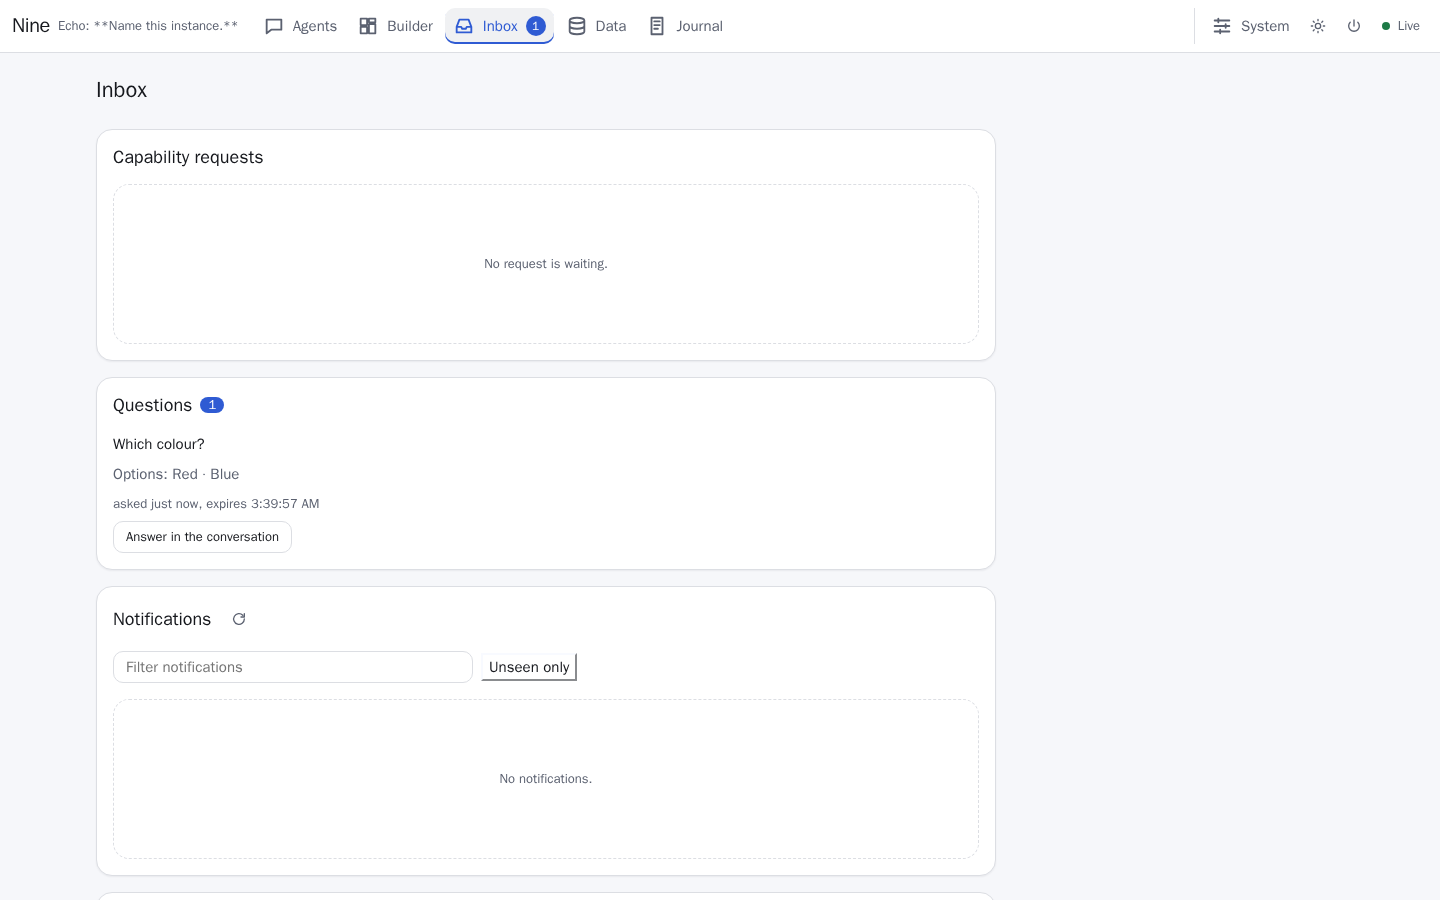 Nine Echo: **Name this instance.** Agents Builder Inbox 1 Data Journal System Live
Inbox
Capability requests
No request is waiting.
Questions 1
Which colour?
Options: Red · Blue
asked just now, expires 3:39:57 AM
Answer in the conversation
Notifications
Filter notifications Unseen only
No notifications.